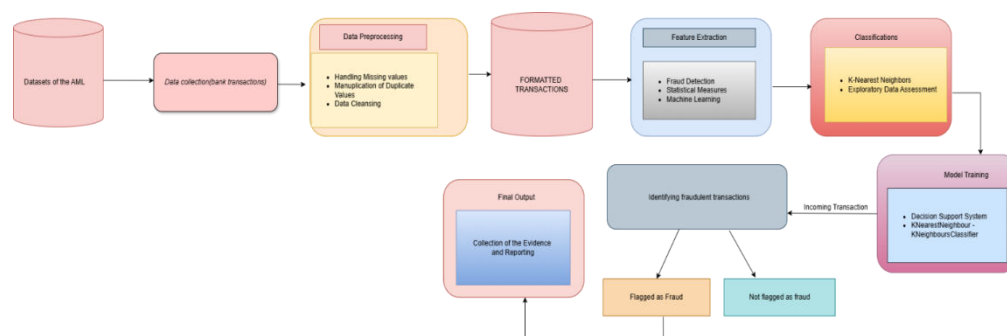 Datasets of the AML
Data collection(bank transactions)
Data Preprocessing
Handling Missing values
Manuplication of Duplicate
Values
Data Cleansing
FORMATTED
TRANSACTIONS
Feature Extraction
Fraud Detection
Statistical Measures
Machine Learning
Classifications
K-Nearest Neighbors
Exploratory Data Assessment
Model Training
Decision Support System
KNearestNeighbour -
KNeighboursClassifier
Incoming Transaction
Identifying fraudulent transactions
Flagged as Fraud
Not flagged as fraud
Final Output
Collection of the Evidence
and Reporting